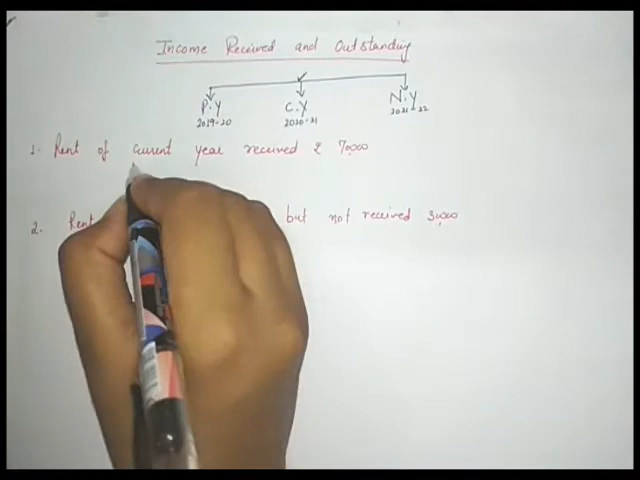 Income Received and Outstanding
P.Y C.Y N.Y
2019-20 2020-21 2021-22
1. Rent of current year received ₹ 70,000
2. Rent but not received 30,000